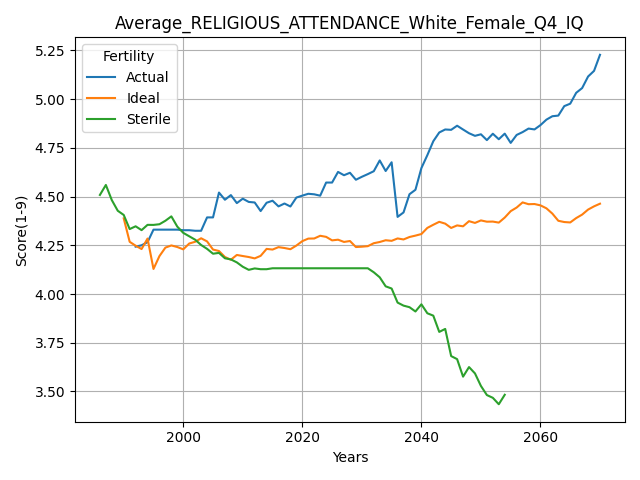 Average_RELIGIOUS_ATTENDANCE_White_Female_Q4_IQ
Fertility
Actual
Ideal
Sterile
Score(1-9)
5.25
5.00
4.75
4.50
4.25
4.00
3.75
3.50
2000 2020 2040 2060
Years